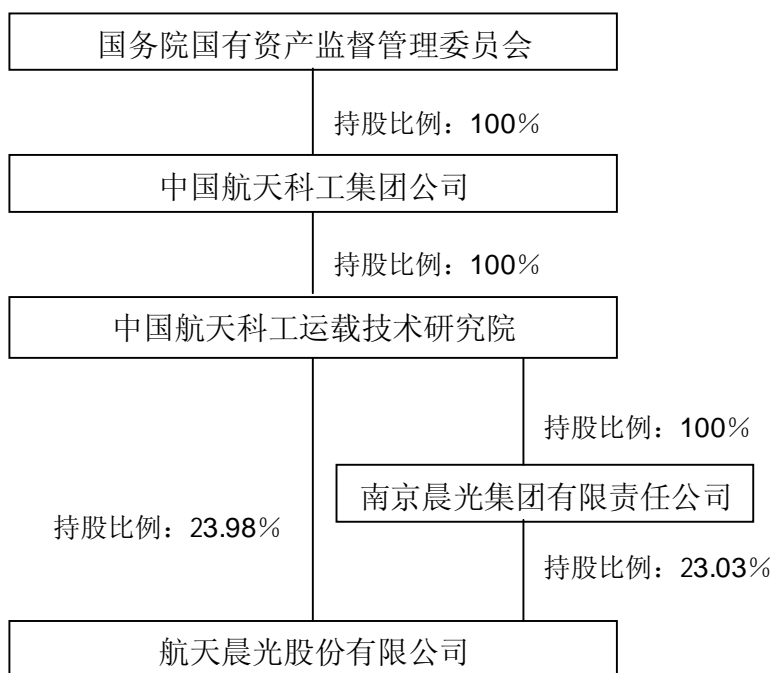 国务院国有资产监督管理委员会
持股比例：100％
中国航天科工集团公司
持股比例：100％
中国航天科工运载技术研究院
持股比例：100％
南京晨光集团有限责任公司
持股比例：23.98％
持股比例：23.03％
航天晨光股份有限公司